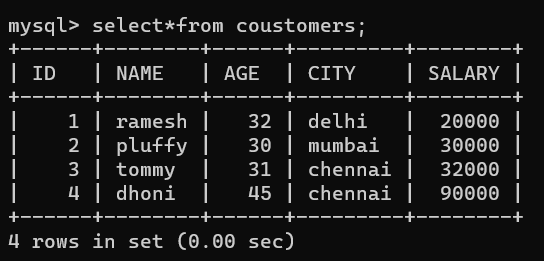 mysql> select*from coustomers;
+------+--------+------+---------+--------+
| ID   | NAME   | AGE  | CITY    | SALARY |
+------+--------+------+---------+--------+
|    1 | ramesh |   32 | delhi   |  20000 |
|    2 | pluffy |   30 | mumbai  |  30000 |
|    3 | tommy  |   31 | chennai |  32000 |
|    4 | dhoni  |   45 | chennai |  90000 |
+------+--------+------+---------+--------+
4 rows in set (0.00 sec)